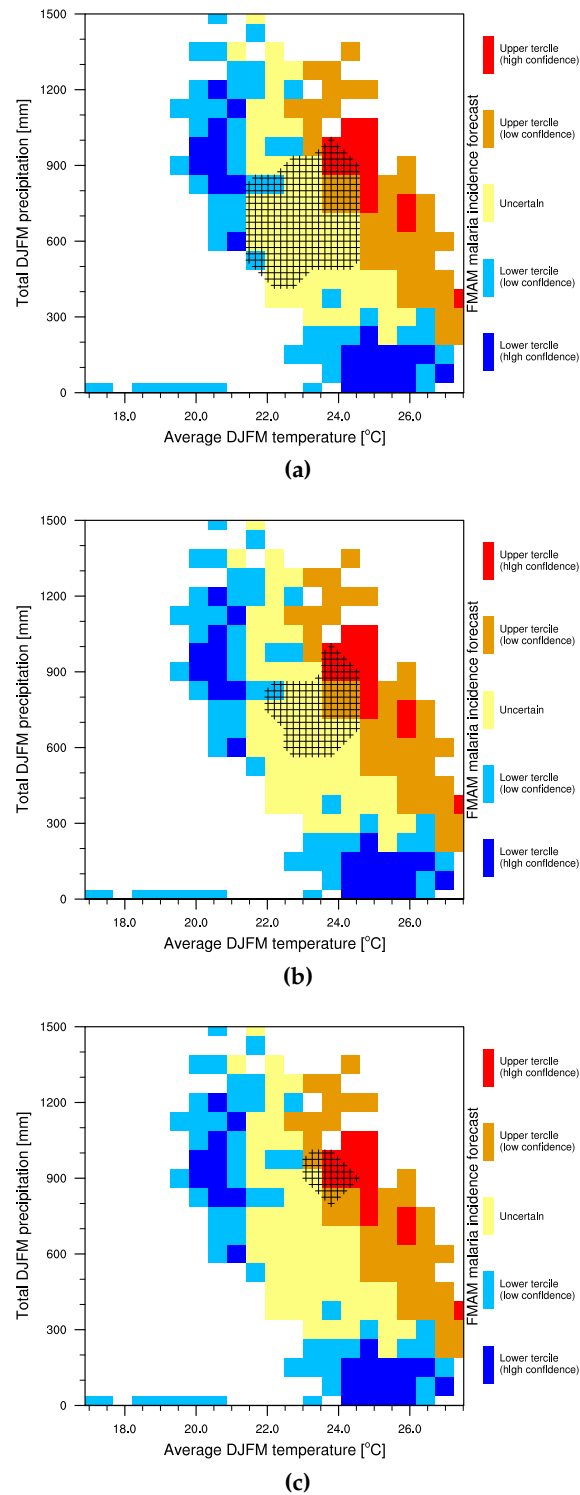 1500
1200
900
600
300
0
Total DJFM precipitation [mm]
18.0 20.0 22.0 24.0 26.0
Average DJFM temperature [°C]
FMAM malaria incidence forecast
Upper tercile
(high confidence)
Upper tercile
(low confidence)
Uncertain
Lower tercile
(low confidence)
Lower tercile
(high confidence)
(a)
1500
1200
900
600
300
0
Total DJFM precipitation [mm]
18.0 20.0 22.0 24.0 26.0
Average DJFM temperature [°C]
FMAM malaria incidence forecast
Upper tercile
(high confidence)
Upper tercile
(low confidence)
Uncertain
Lower tercile
(low confidence)
Lower tercile
(high confidence)
(b)
1500
1200
900
600
300
0
Total DJFM precipitation [mm]
18.0 20.0 22.0 24.0 26.0
Average DJFM temperature [°C]
FMAM malaria incidence forecast
Upper tercile
(high confidence)
Upper tercile
(low confidence)
Uncertain
Lower tercile
(low confidence)
Lower tercile
(high confidence)
(c)